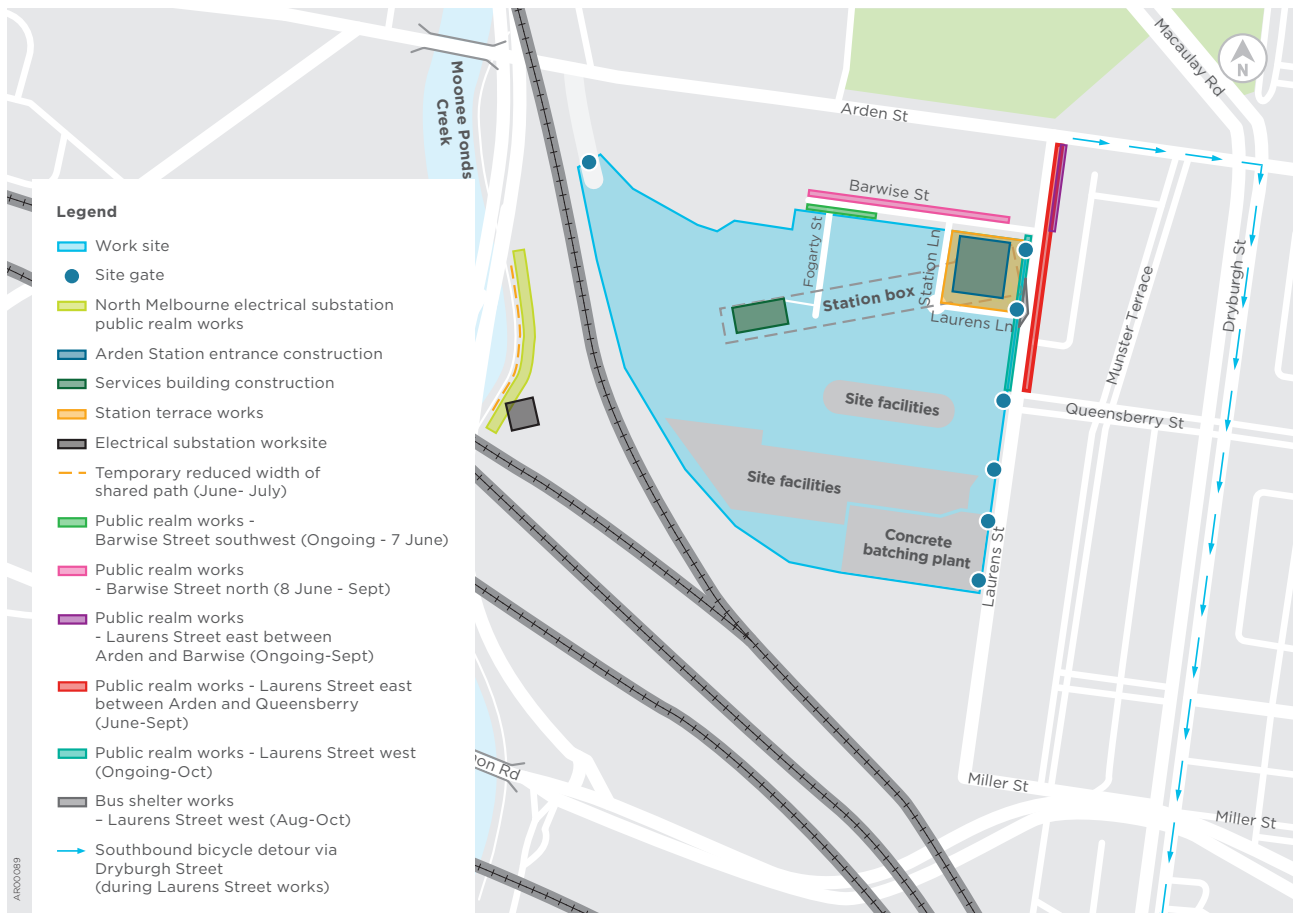 Macaulay Rd
N
Moonee Ponds
Creek
Arden St
Barwise St
Fogarty St
Station Ln
Station box
Laurens Ln
Munster Terrace
Dryburgh St
Queensberry St
Site facilities
Site facilities
Concrete
batching plant
Laurens St
Miller St
Miller St
Rd
Legend
Work site
Site gate
North Melbourne electrical substation
public realm works
Arden Station entrance construction
Services building construction
Station terrace works
Electrical substation worksite
Temporary reduced width of
shared path (June- July)
Public realm works -
Barwise Street southwest (Ongoing - 7 June)
Public realm works
- Barwise Street north (8 June - Sept)
Public realm works
- Laurens Street east between
Arden and Barwise (Ongoing-Sept)
Public realm works - Laurens Street east
between Arden and Queensberry
(June-Sept)
Public realm works - Laurens Street west
(Ongoing-Oct)
Bus shelter works
– Laurens Street west (Aug-Oct)
Southbound bicycle detour via
Dryburgh Street
(during Laurens Street works)
AR00089